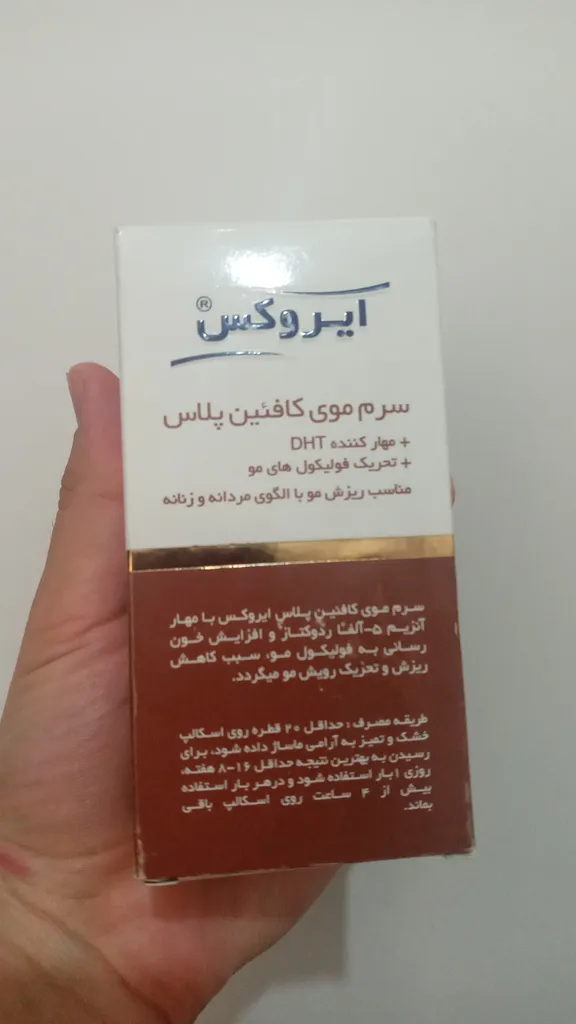 ایروکس®
سرم موی کافئین پلاس
+ مهار کننده DHT
+ تحریک فولیکول های مو
مناسب ریزش مو با الگوی مردانه و زنانه
سرم موی کافئین پلاس ایروکس با مهار
آنزیم ۵-آلفا ردوکتاز و افزایش خون
رسانی به فولیکول مو، سبب کاهش
ریزش و تحریک رویش مو میگردد.
طریقه مصرف : حداقل ۲۰ قطره روی اسکالپ
خشک و تمیز به آرامی ماساژ داده شود، برای
رسیدن به بهترین نتیجه حداقل ۱۶-۸ هفته،
روزی ۱ بار استفاده شود و در هر بار استفاده
بیش از ۴ ساعت روی اسکالپ باقی
بماند.